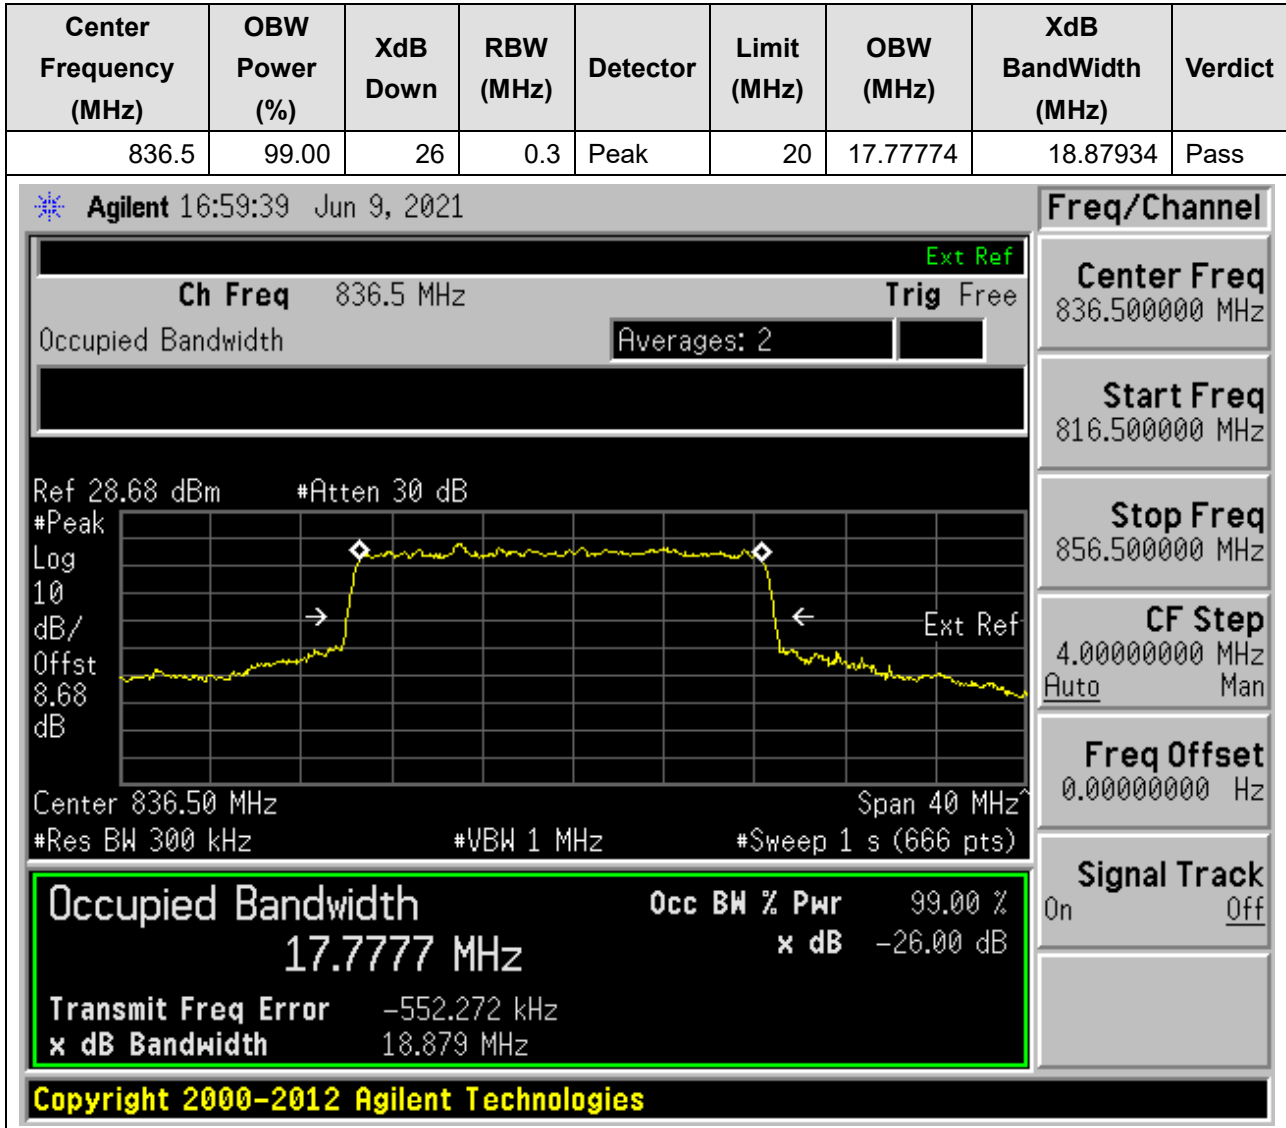 Center Frequency (MHz) OBW Power (%) XdB Down RBW (MHz) Detector Limit (MHz) OBW (MHz) XdB BandWidth (MHz) Verdict
836.5 99.00 26 0.3 Peak 20 17.77774 18.87934 Pass
Agilent 16:59:39 Jun 9, 2021
Freq/Channel
Ext Ref
Ch Freq 836.5 MHz Trig Free
Occupied Bandwidth Averages: 2
Center Freq
836.500000 MHz
Start Freq
816.500000 MHz
Stop Freq
856.500000 MHz
CF Step
4.00000000 MHz
Auto Man
Freq Offset
0.00000000 Hz
Signal Track
On Off
Ref 28.68 dBm #Atten 30 dB
#Peak
Log
10
dB/
Offst
8.68
dB
Ext Ref
Center 836.50 MHz Span 40 MHz^
#Res BW 300 kHz #VBW 1 MHz #Sweep 1 s (666 pts)
Occupied Bandwidth
17.7777 MHz
Occ BW % Pwr 99.00 %
x dB -26.00 dB
Transmit Freq Error -552.272 kHz
x dB Bandwidth 18.879 MHz
Copyright 2000-2012 Agilent Technologies